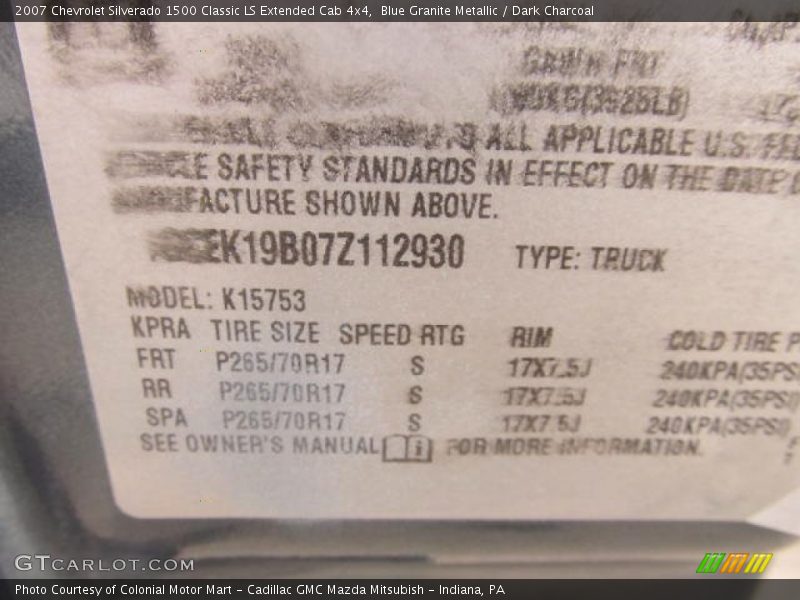 2007 Chevrolet Silverado 1500 Classic LS Extended Cab 4x4,  Blue Granite Metallic / Dark Charcoal
GAWR FRT
ALL APPLICABLE U.S.
SAFETY STANDARDS IN EFFECT ON THE DATE
SHOWN ABOVE.
EK19B07Z112930 TYPE: TRUCK
MODEL: K15753
KPRA TIRE SIZE SPEED RTG RIM COLD TIRE P
FRT P265/70R17 S 17X7.5J 240KPA(35PSI
RR P265/70R17 S 17X7.5J 240KPA(35PSI)
SPA P265/70R17 S 17X7.5J 240KPA(35PSI)
SEE OWNER'S MANUAL FOR MORE INFORMATION.
GTCARLOT.COM
Photo Courtesy of Colonial Motor Mart - Cadillac GMC Mazda Mitsubish - Indiana, PA